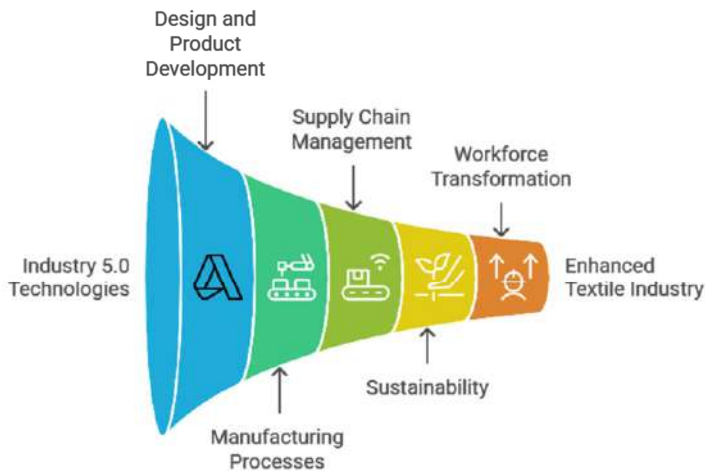 Design and
Product
Development
Supply Chain
Management
Workforce
Transformation
Industry 5.0
Technologies
Enhanced
Textile Industry
Sustainability
Manufacturing
Processes